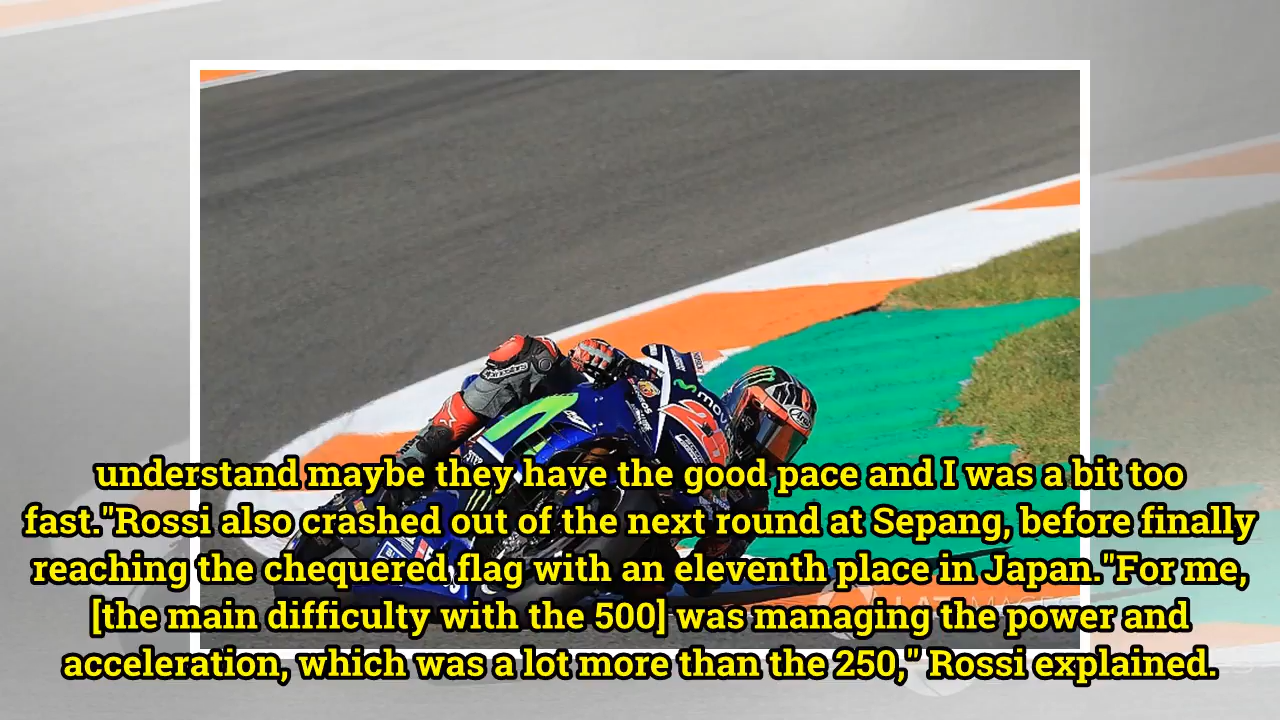 understand maybe they have the good pace and I was a bit too
fast."Rossi also crashed out of the next round at Sepang, before finally
reaching the chequered flag with an eleventh place in Japan."For me,
[the main difficulty with the 500] was managing the power and
acceleration, which was a lot more than the 250," Rossi explained.